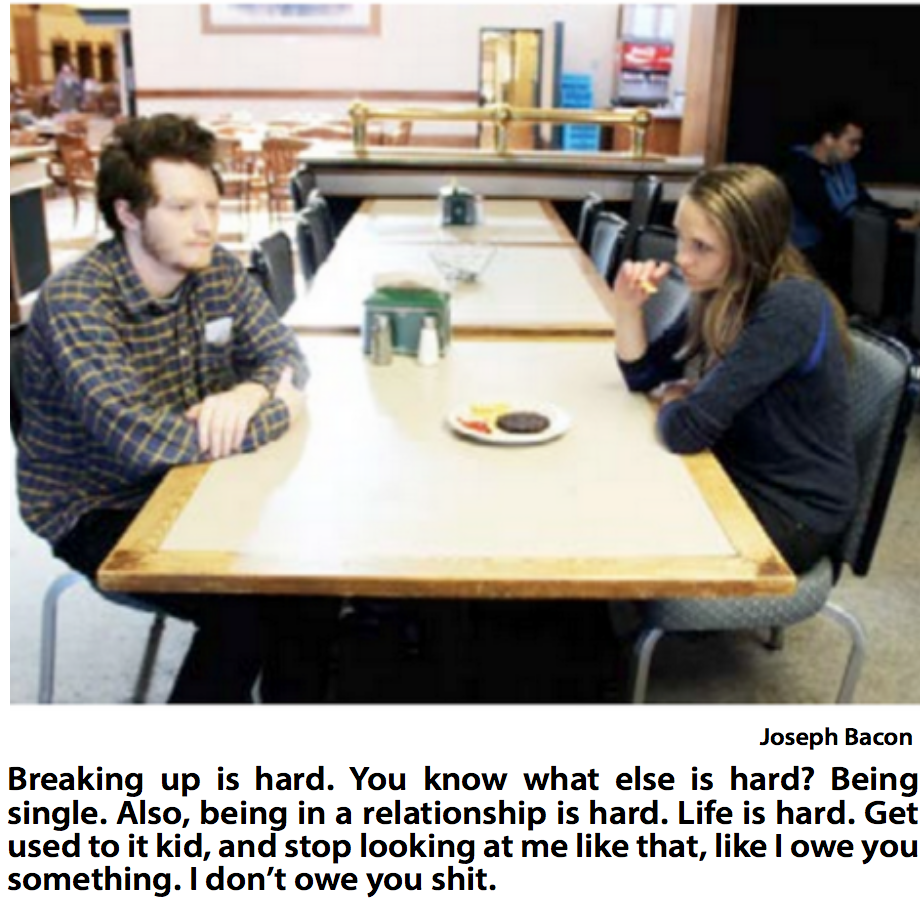 Joseph Bacon
Breaking up is hard. You know what else is hard? Being
single. Also, being in a relationship is hard. Life is hard. Get
used to it kid, and stop looking at me like that, like I owe you
something. I don’t owe you shit.